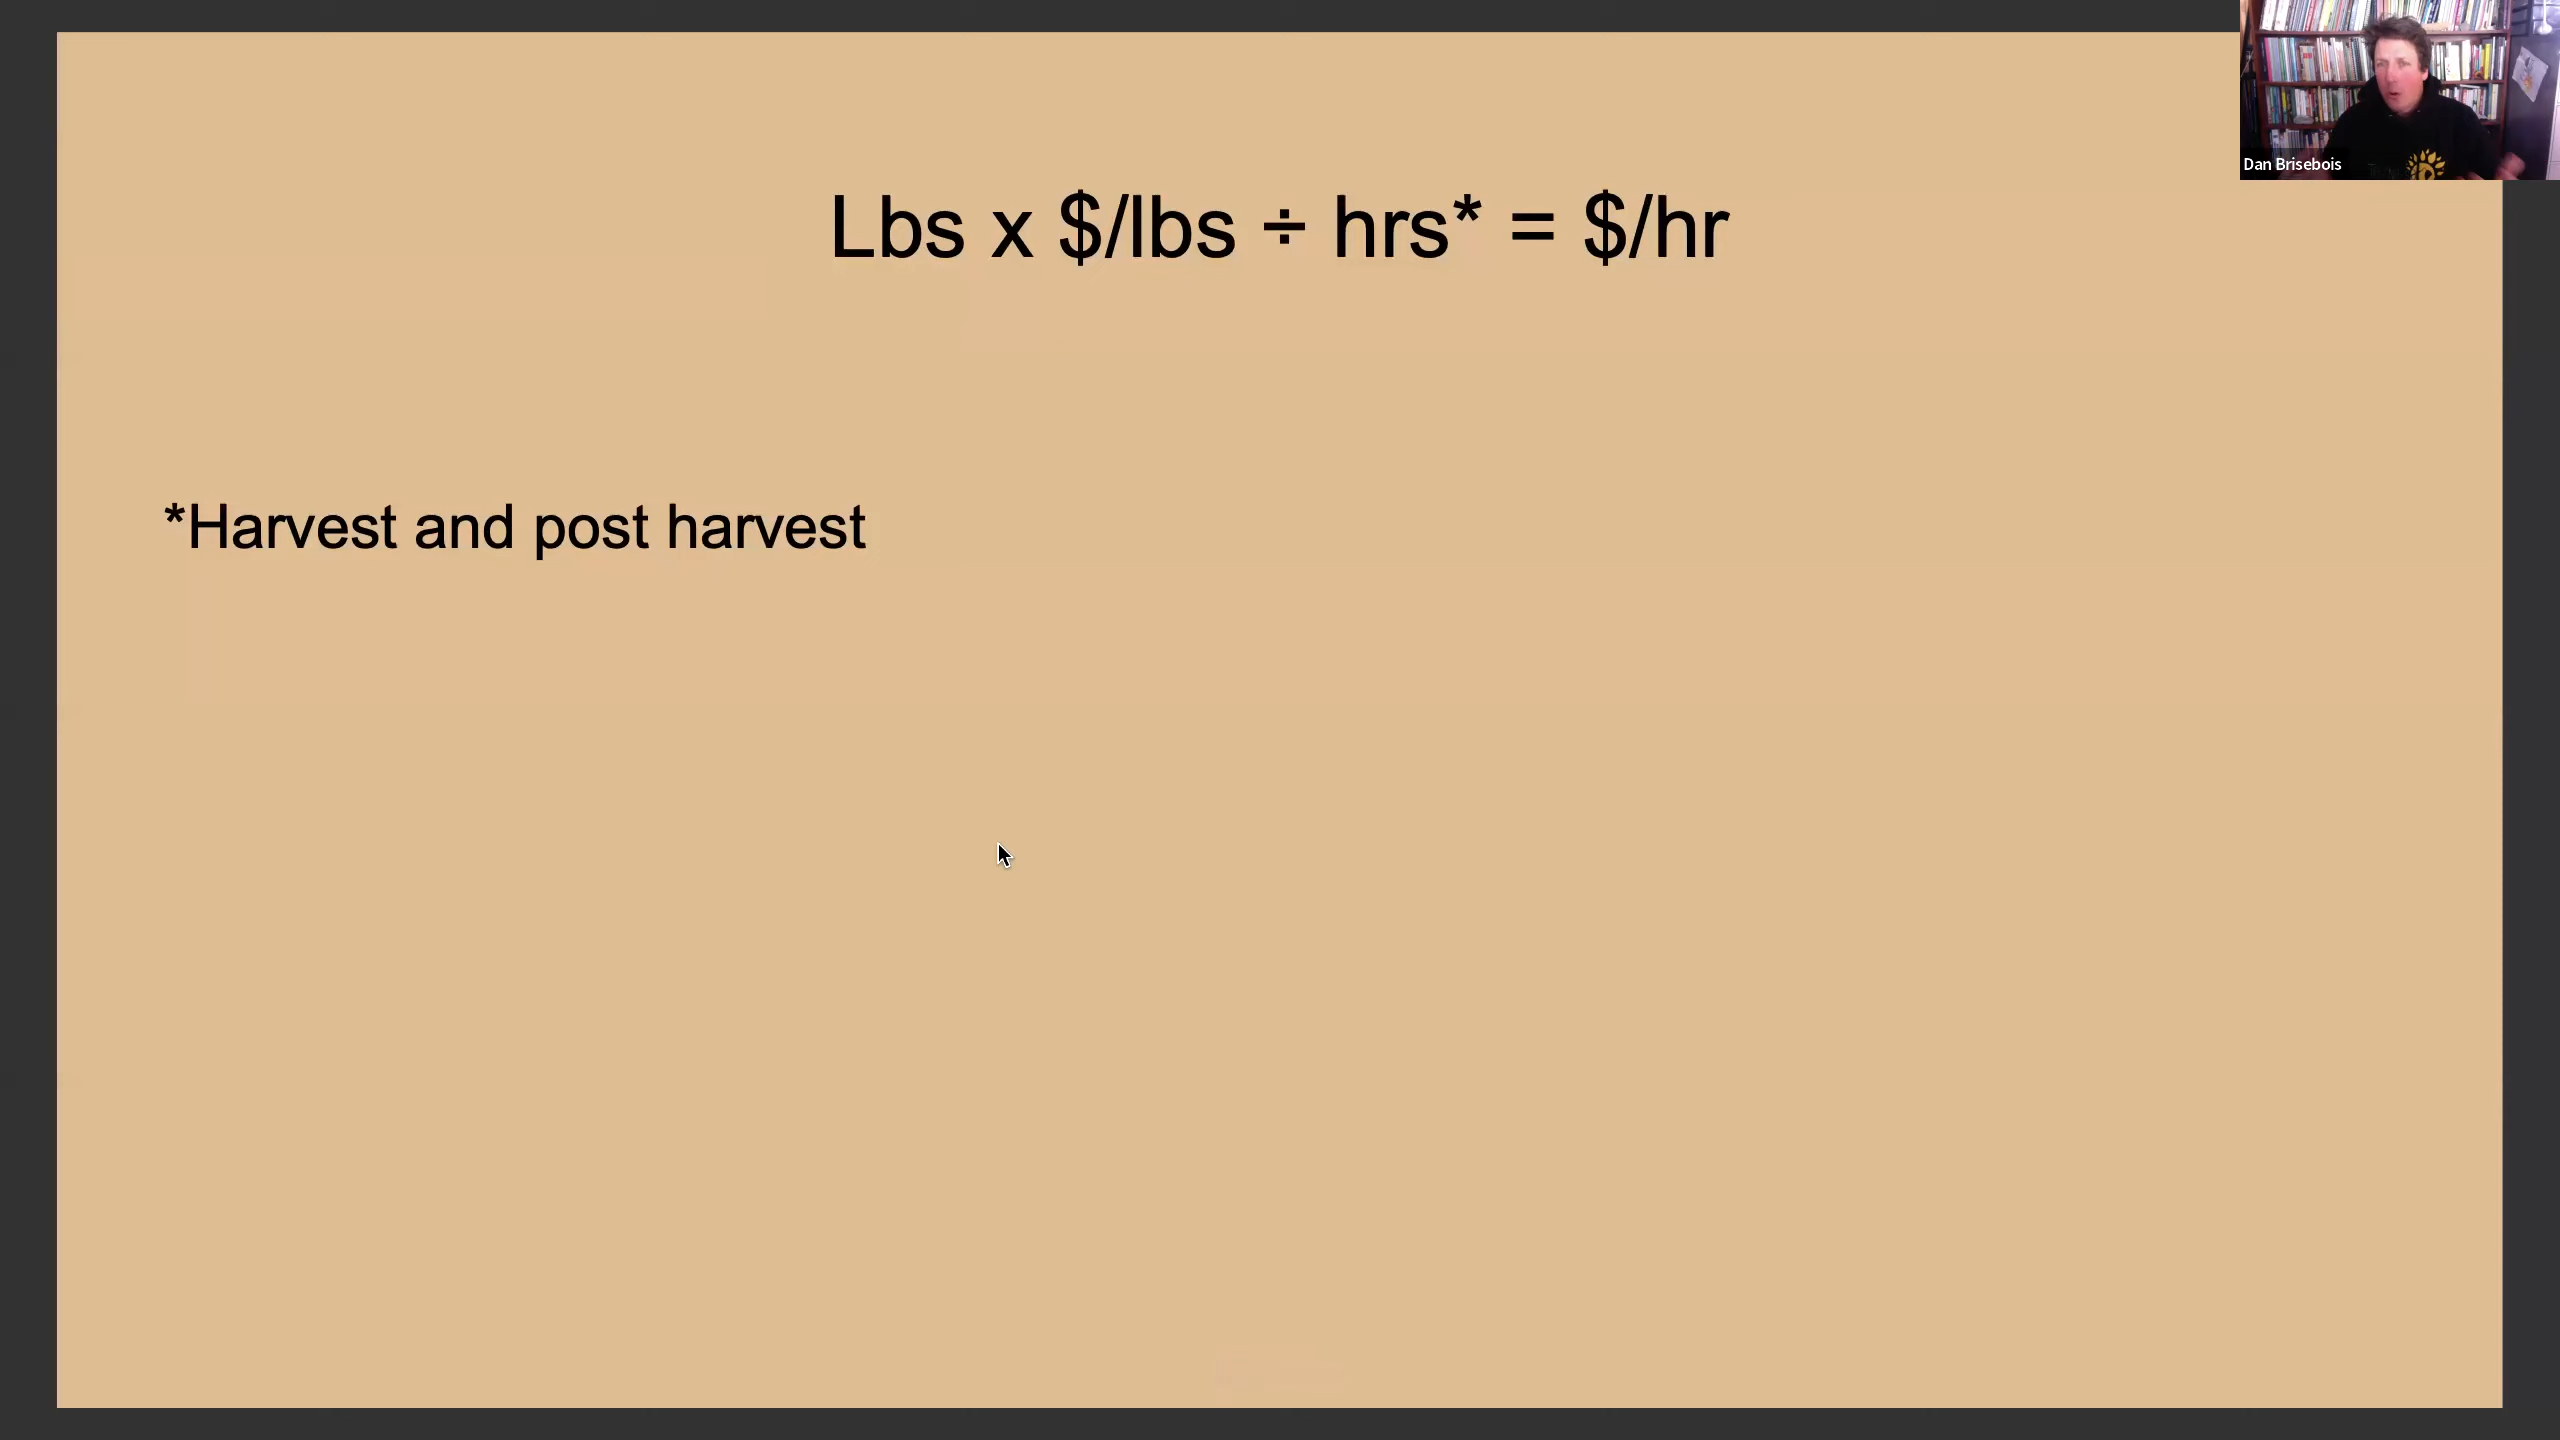 Lbs x $/lbs ÷ hrs* = $/hr
*Harvest and post harvest
Dan Brisebois